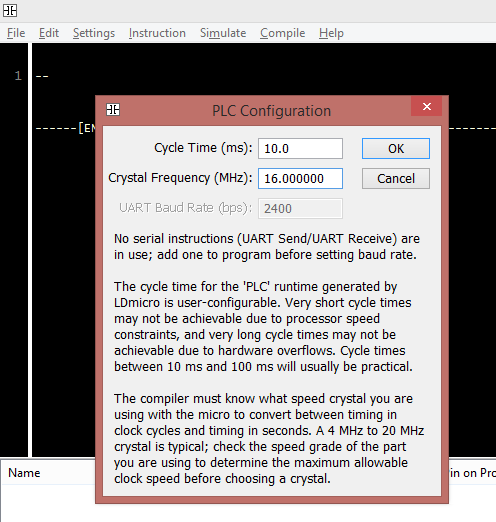 File Edit Settings Instruction Simulate Compile Help
1 --
PLC Configuration
------[EN
Cycle Time (ms): 10.0 OK
Crystal Frequency (MHz): 16.000000 Cancel
UART Baud Rate (bps): 2400
No serial instructions (UART Send/UART Receive) are
in use; add one to program before setting baud rate.
The cycle time for the 'PLC' runtime generated by
LDmicro is user-configurable. Very short cycle times
may not be achievable due to processor speed
constraints, and very long cycle times may not be
achievable due to hardware overflows. Cycle times
between 10 ms and 100 ms will usually be practical.
The compiler must know what speed crystal you are
using with the micro to convert between timing in
clock cycles and timing in seconds. A 4 MHz to 20 MHz
crystal is typical; check the speed grade of the part
you are using to determine the maximum allowable
clock speed before choosing a crystal.
Name in on Pro